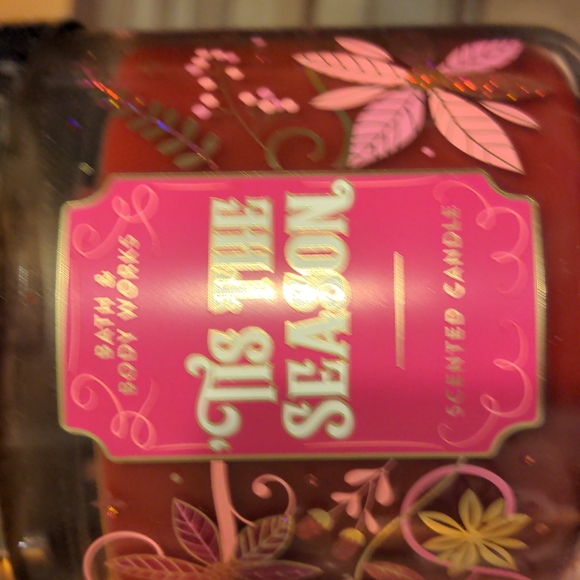 BATH &
BODY WORKS
'TIS THE
SEASON
SCENTED CANDLE